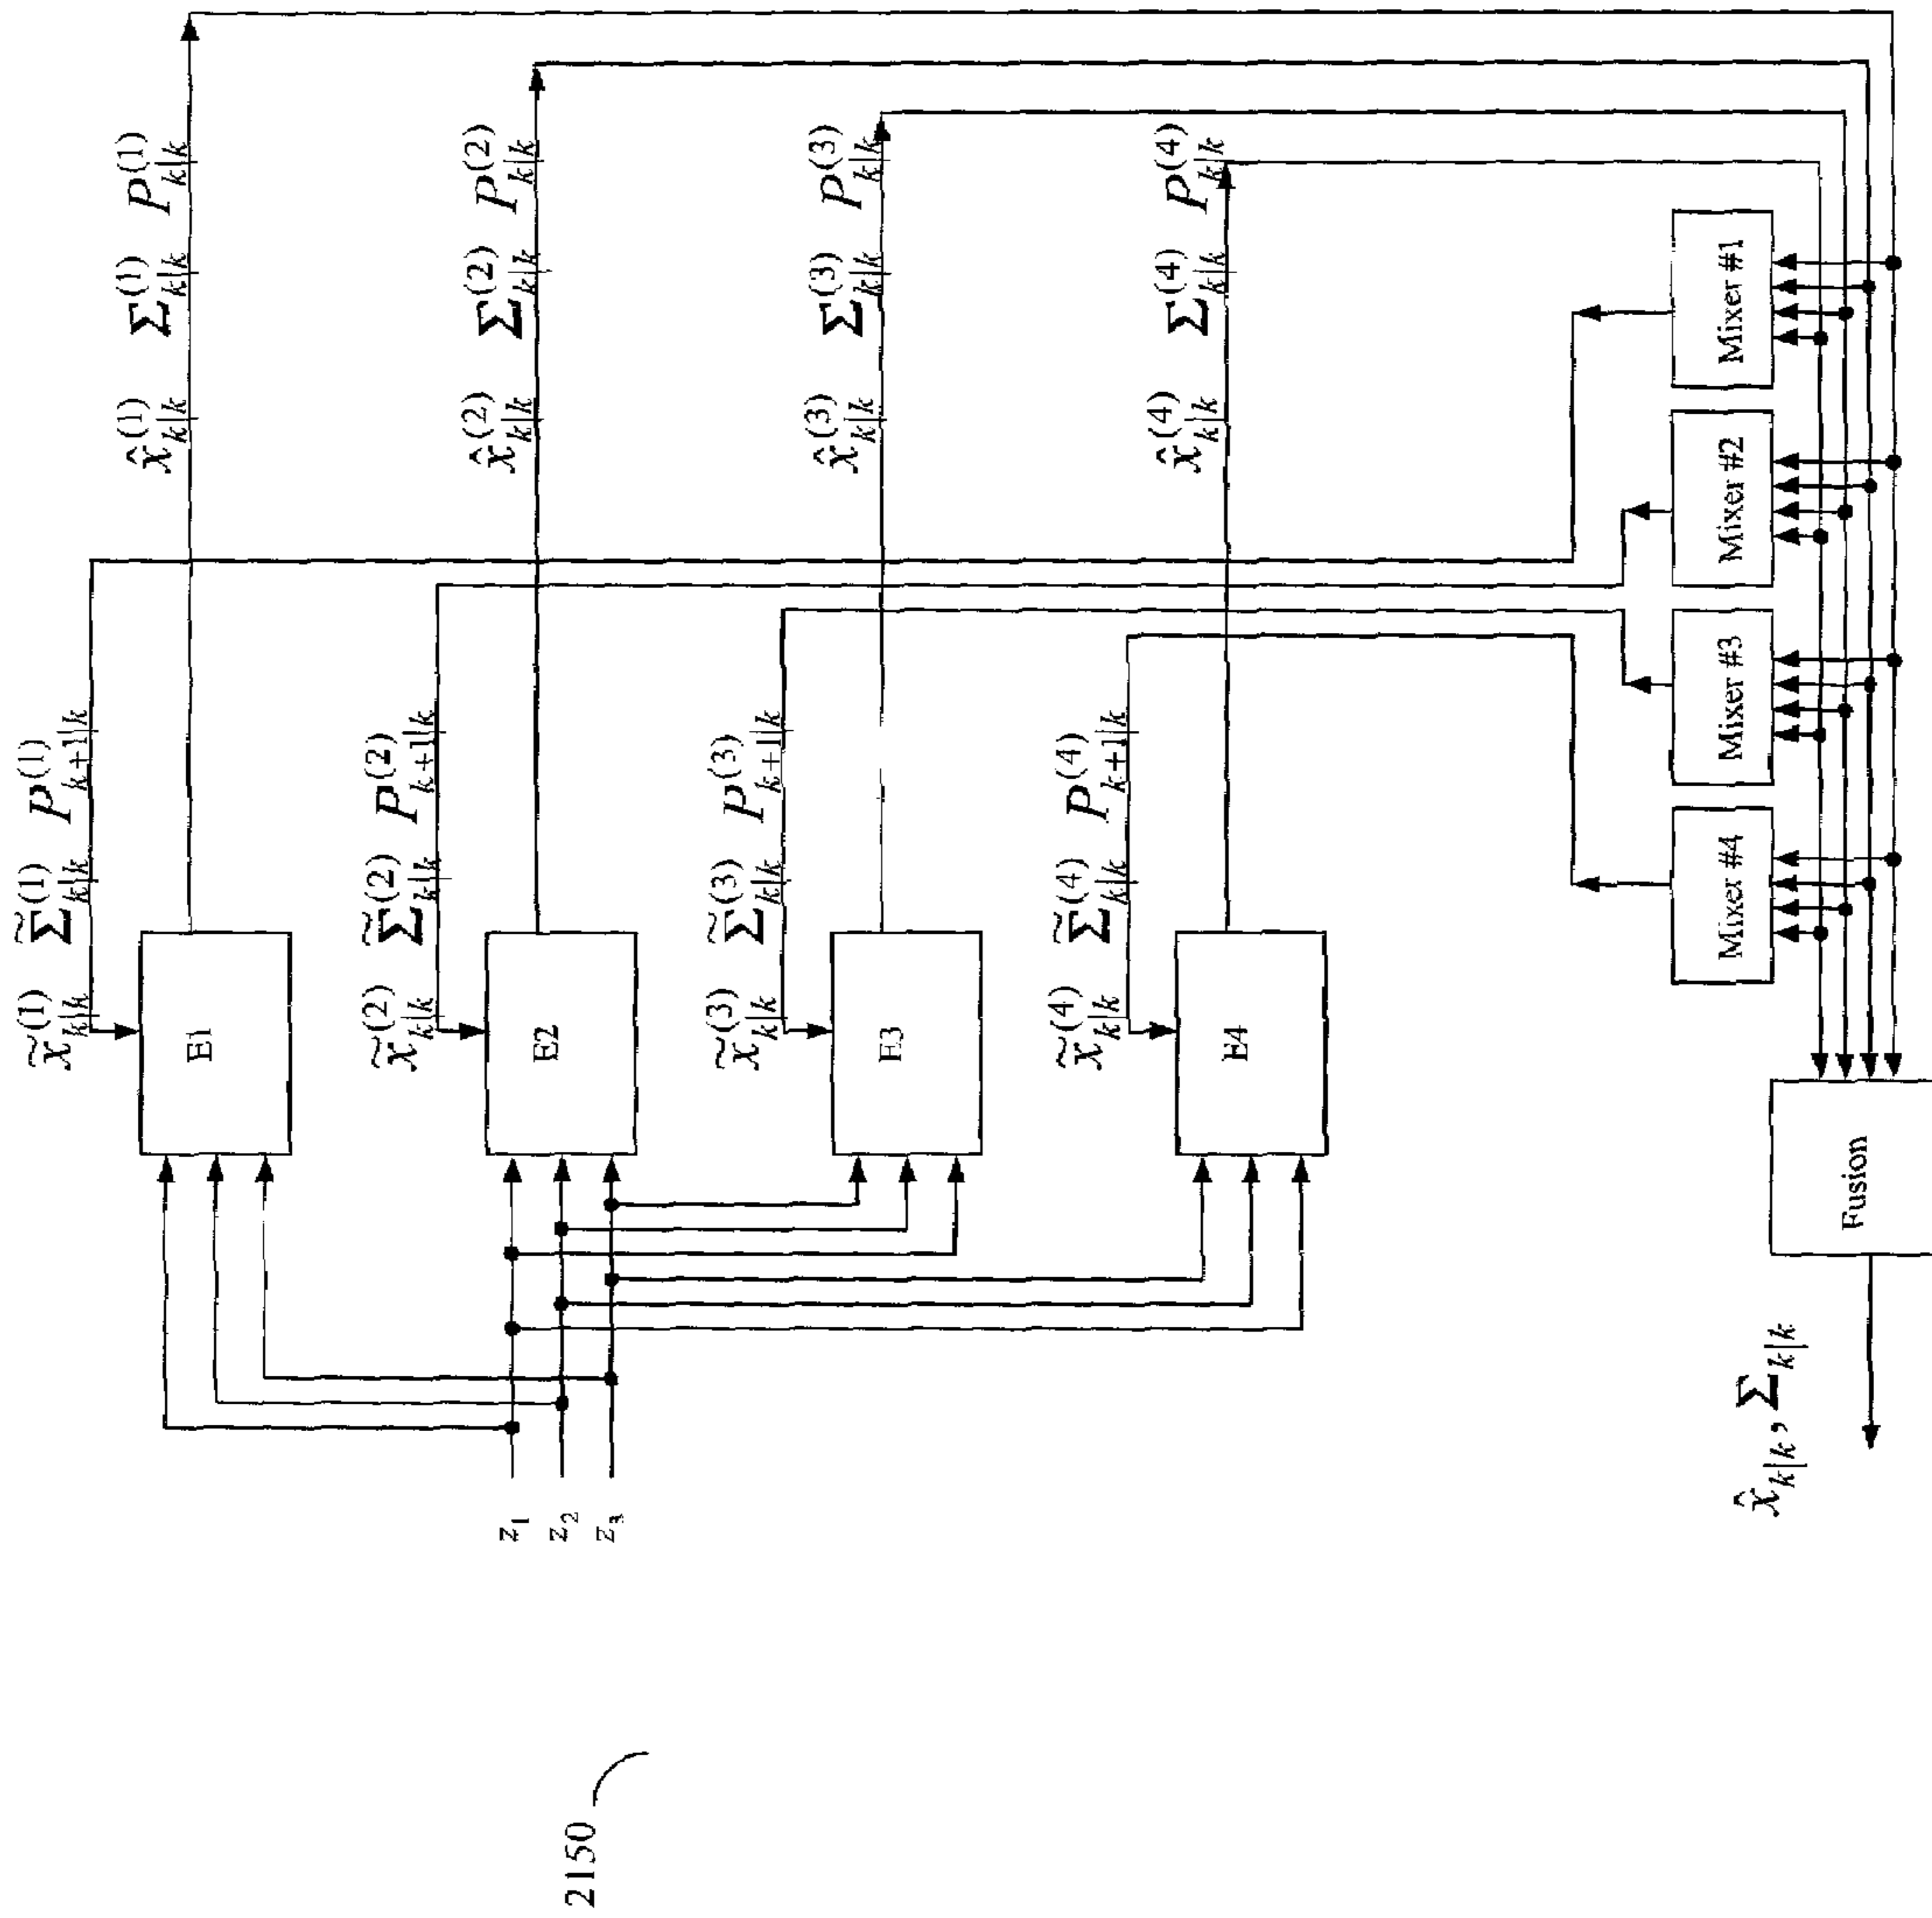 2150
z₁
z₂
z₃
x̃⁽¹⁾ₖ|ₖ Σ̃⁽¹⁾ₖ|ₖ P⁽¹⁾ₖ₊₁|ₖ
E1
x̂⁽¹⁾ₖ|ₖ Σ⁽¹⁾ₖ|ₖ P⁽¹⁾ₖ|ₖ
x̃⁽²⁾ₖ|ₖ Σ̃⁽²⁾ₖ|ₖ P⁽²⁾ₖ₊₁|ₖ
E2
x̂⁽²⁾ₖ|ₖ Σ⁽²⁾ₖ|ₖ P⁽²⁾ₖ|ₖ
x̃⁽³⁾ₖ|ₖ Σ̃⁽³⁾ₖ|ₖ P⁽³⁾ₖ₊₁|ₖ
E3
x̂⁽³⁾ₖ|ₖ Σ⁽³⁾ₖ|ₖ P⁽³⁾ₖ|ₖ
x̃⁽⁴⁾ₖ|ₖ Σ̃⁽⁴⁾ₖ|ₖ P⁽⁴⁾ₖ₊₁|ₖ
E4
x̂⁽⁴⁾ₖ|ₖ Σ⁽⁴⁾ₖ|ₖ P⁽⁴⁾ₖ|ₖ
Mixer #4
Mixer #3
Mixer #2
Mixer #1
x̂ₖ|ₖ, Σₖ|ₖ
Fusion